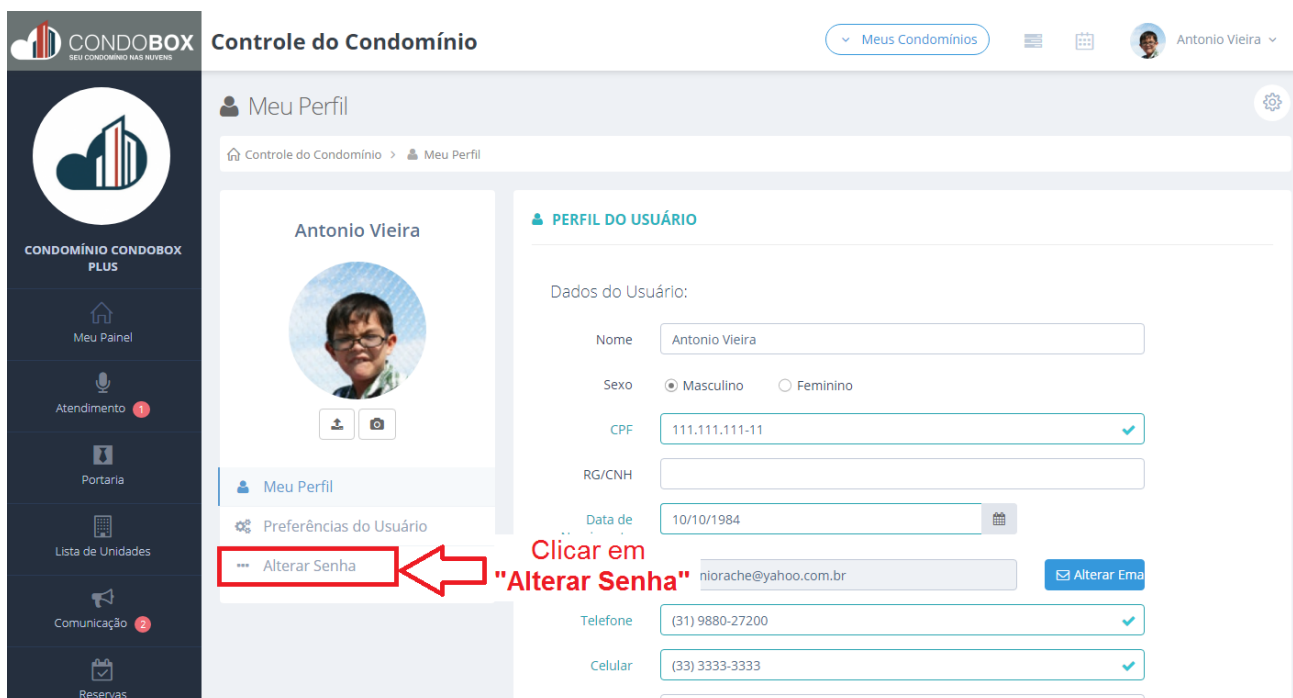 CONDOBOX
SEU CONDOMÍNIO NAS NUVENS
Controle do Condomínio
Meus Condomínios
Antonio Vieira
CONDOMÍNIO CONDOBOX
PLUS
Meu Painel
Atendimento 1
Portaria
Lista de Unidades
Comunicação 2
Reservas
Meu Perfil
Controle do Condomínio > Meu Perfil
Antonio Vieira
Meu Perfil
Preferências do Usuário
Alterar Senha
Clicar em
"Alterar Senha"
PERFIL DO USUÁRIO
Dados do Usuário:
Nome Antonio Vieira
Sexo Masculino Feminino
CPF 111.111.111-11
RG/CNH
Data de 10/10/1984
niorache@yahoo.com.br Alterar Ema
Telefone (31) 9880-27200
Celular (33) 3333-3333